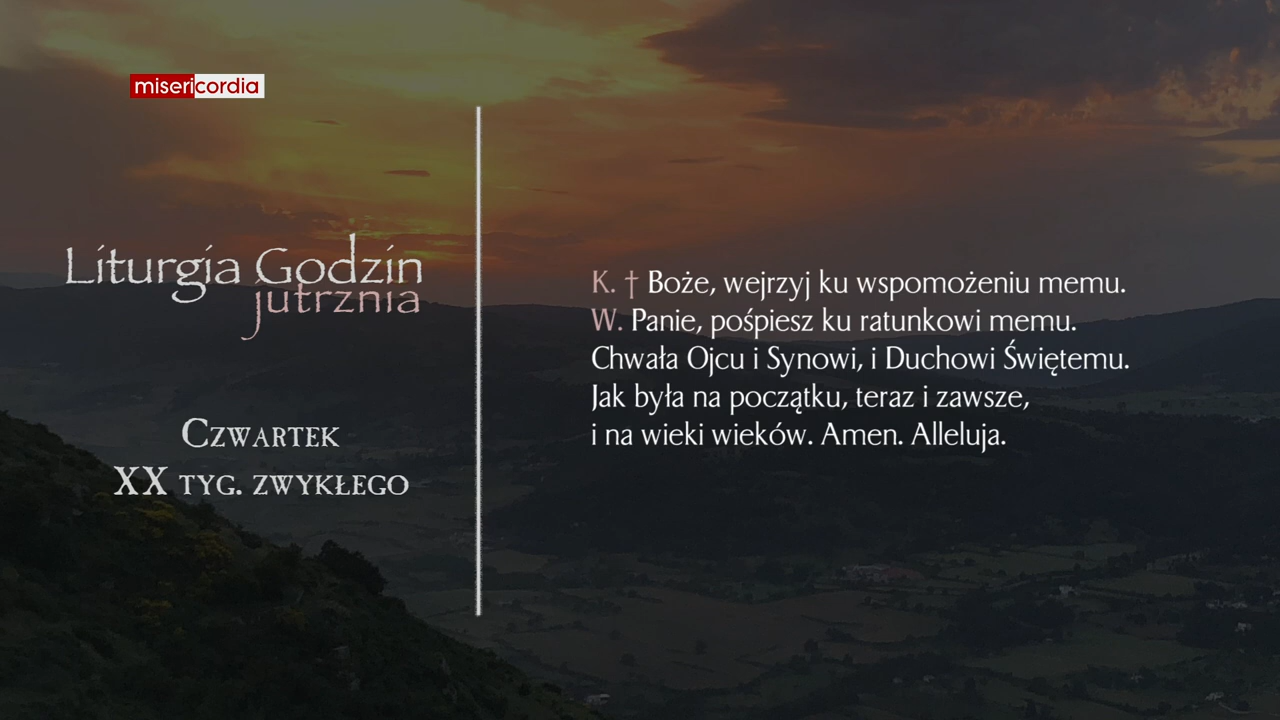 misericordia
Liturgia Godzin
jutrznia
Czwartek
XX tyg. zwykłego
K. † Boże, wejrzyj ku wspomożeniu memu.
W. Panie, pośpiesz ku ratunkowi memu.
Chwała Ojcu i Synowi, i Duchowi Świętemu.
Jak była na początku, teraz i zawsze,
i na wieki wieków. Amen. Alleluja.